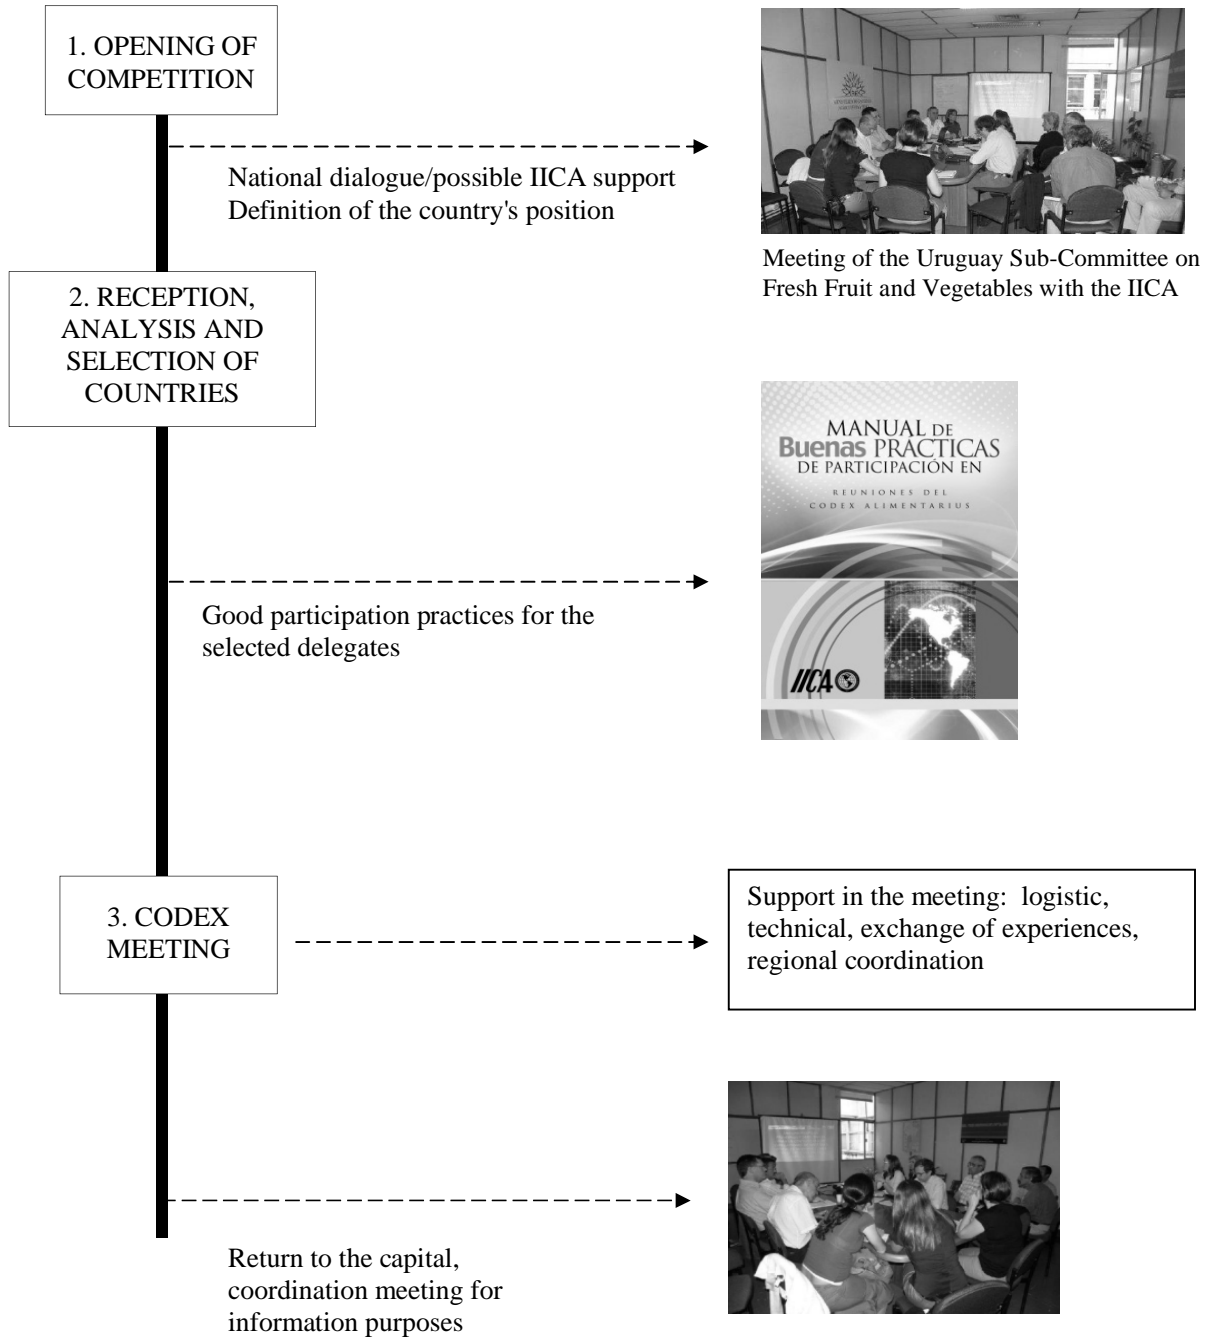 1. OPENING OF
COMPETITION
National dialogue/possible IICA support
Definition of the country's position
Meeting of the Uruguay Sub-Committee on
Fresh Fruit and Vegetables with the IICA
2. RECEPTION,
ANALYSIS AND
SELECTION OF
COUNTRIES
MANUAL DE
Buenas PRÁCTICAS
DE PARTICIPACIÓN EN
REUNIONES DEL
CODEX ALIMENTARIUS
IICA
Good participation practices for the
selected delegates
3. CODEX
MEETING
Support in the meeting: logistic,
technical, exchange of experiences,
regional coordination
Return to the capital,
coordination meeting for
information purposes